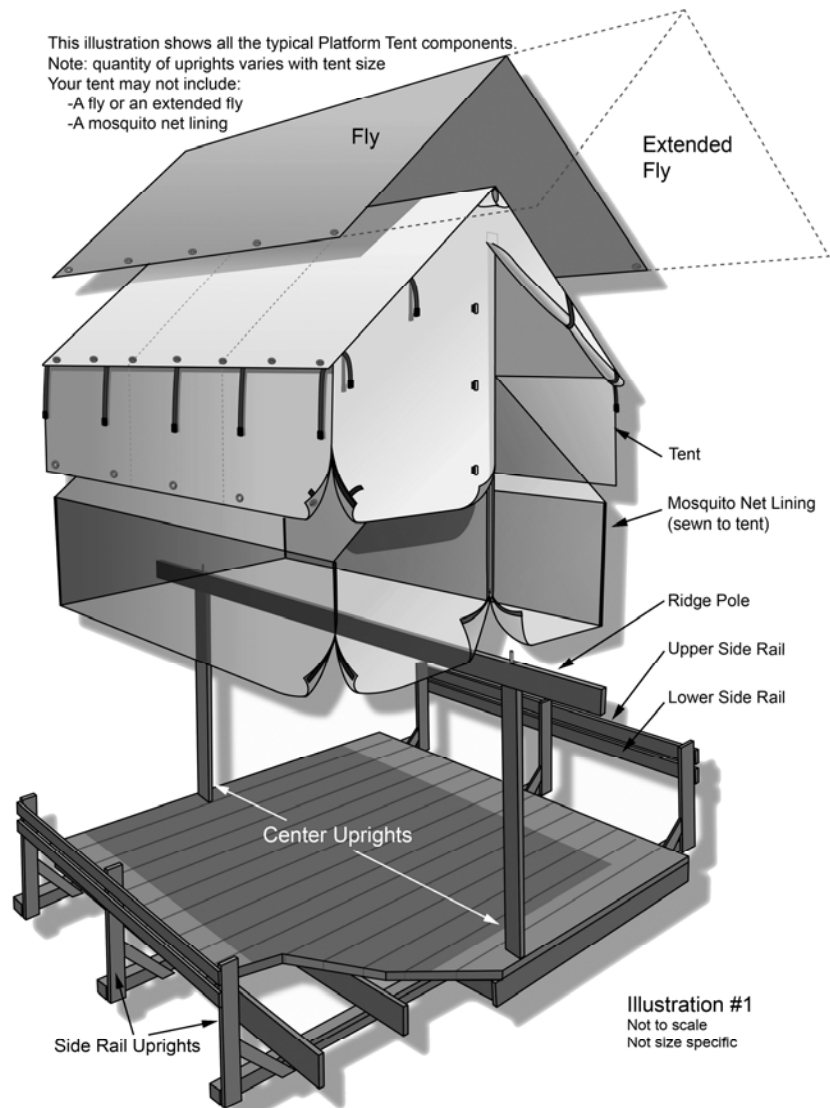 This illustration shows all the typical Platform Tent components.
Note: quantity of uprights varies with tent size
Your tent may not include:
-A fly or an extended fly
-A mosquito net lining
Fly
Extended
Fly
Tent
Mosquito Net Lining
(sewn to tent)
Ridge Pole
Upper Side Rail
Lower Side Rail
Center Uprights
Side Rail Uprights
Illustration #1
Not to scale
Not size specific